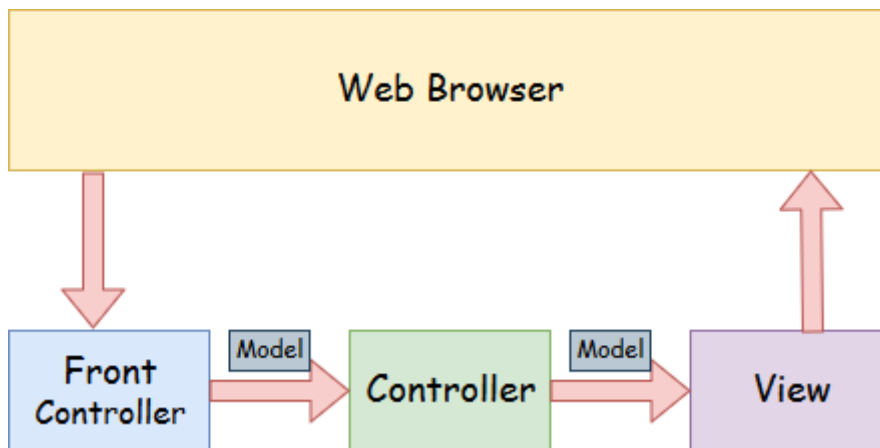 Web Browser
Model
Model
Front
Controller
Controller
View